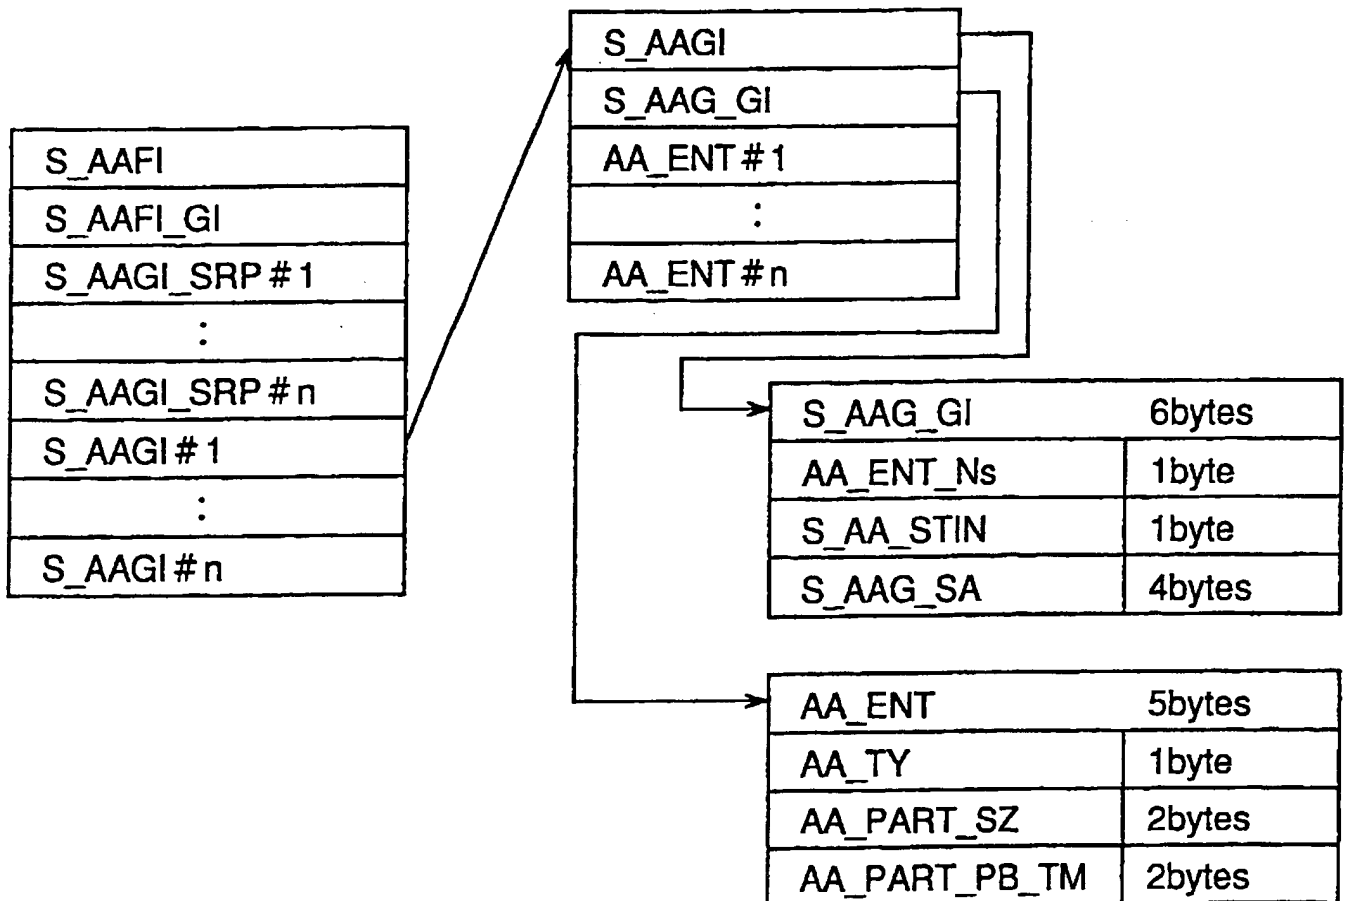 S_AAFI
S_AAFI_GI
S_AAGI_SRP#1
:
S_AAGI_SRP#n
S_AAGI#1
:
S_AAGI#n
S_AAGI
S_AAG_GI
AA_ENT#1
:
AA_ENT#n
S_AAG_GI 6bytes
AA_ENT_Ns 1byte
S_AA_STIN 1byte
S_AAG_SA 4bytes
AA_ENT 5bytes
AA_TY 1byte
AA_PART_SZ 2bytes
AA_PART_PB_TM 2bytes